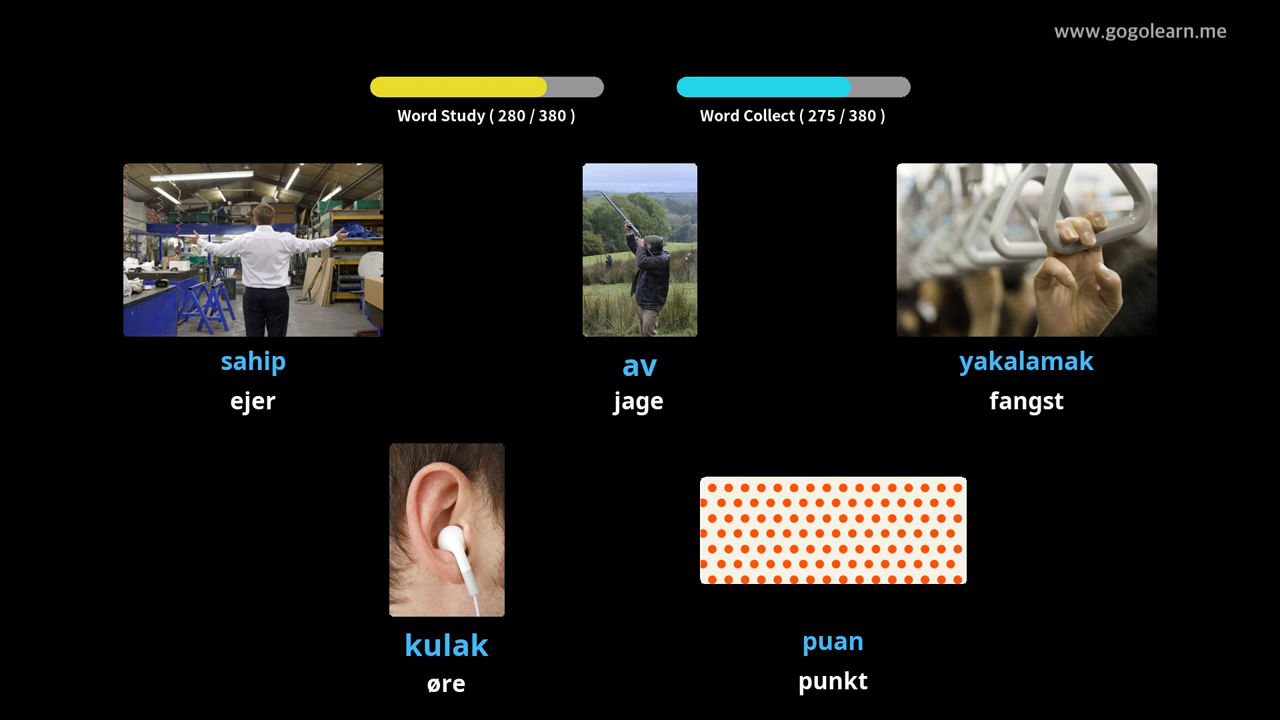 www.gogolearn.me
Word Study ( 280 / 380 )
Word Collect ( 275 / 380 )
sahip
ejer
av
jage
yakalamak
fangst
kulak
øre
puan
punkt